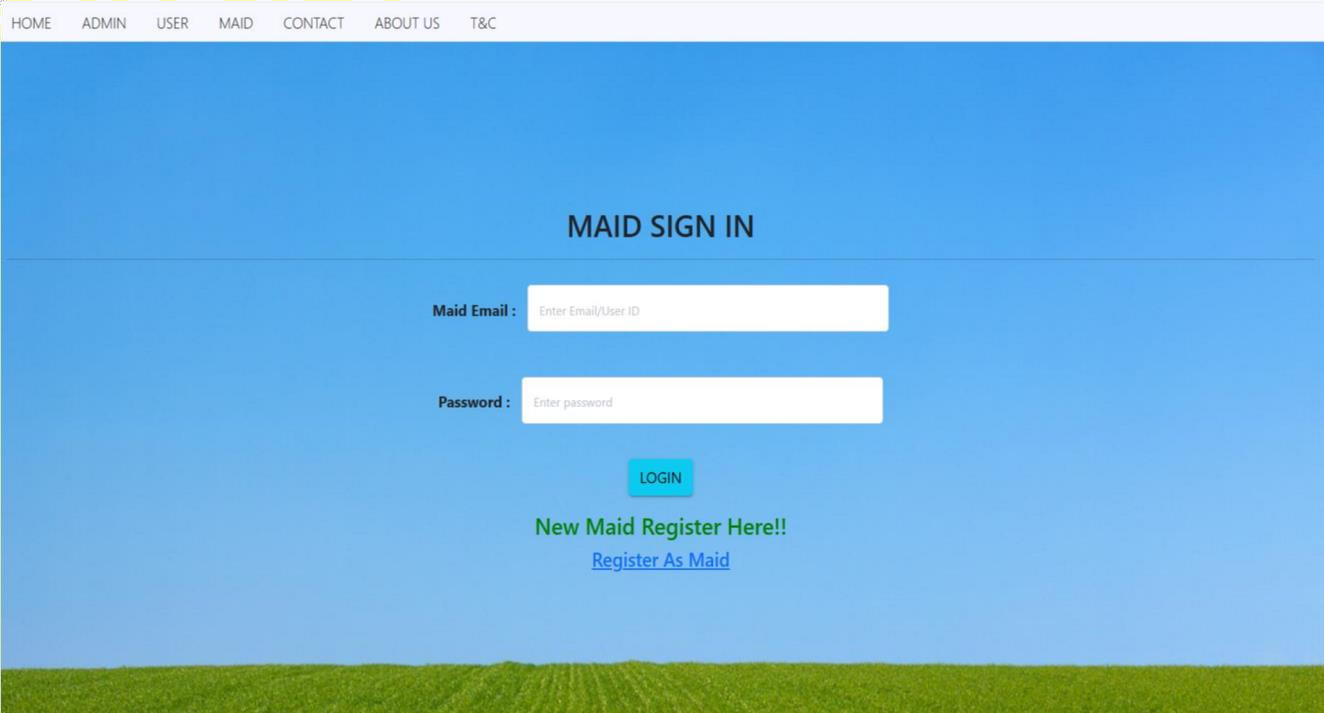 HOME ADMIN USER MAID CONTACT ABOUT US T&C
MAID SIGN IN
Maid Email : Enter Email/User ID
Password : Enter password
LOGIN
New Maid Register Here!!
Register As Maid